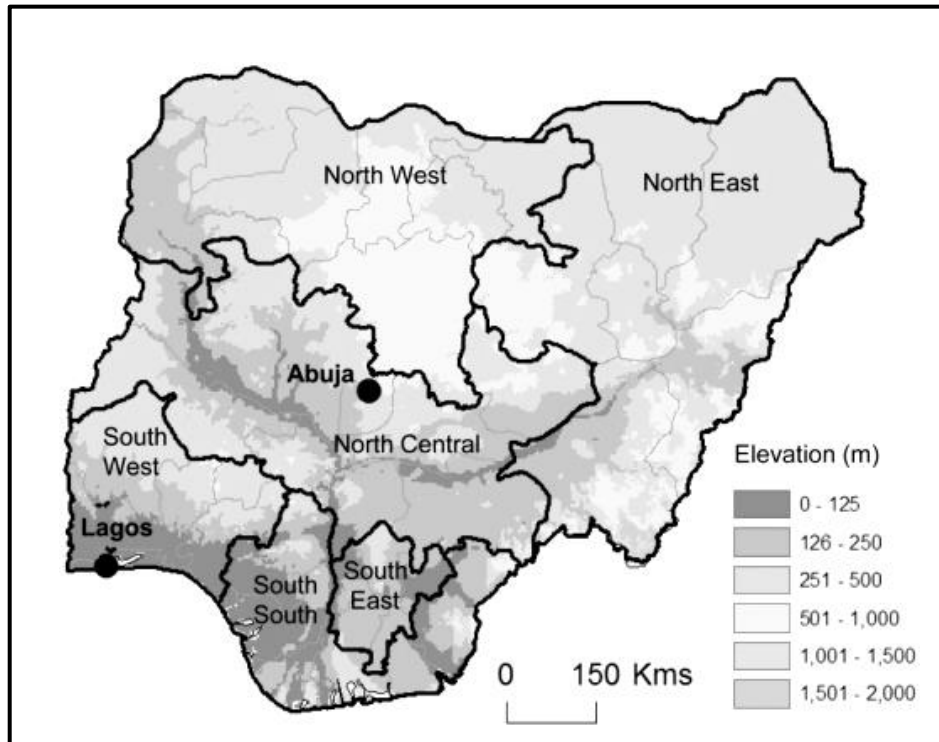 North West
North East
Abuja
North Central
South
West
Lagos
South
South
South
East
Elevation (m)
0 - 125
126 - 250
251 - 500
501 - 1,000
1,001 - 1,500
1,501 - 2,000
0 150 Kms